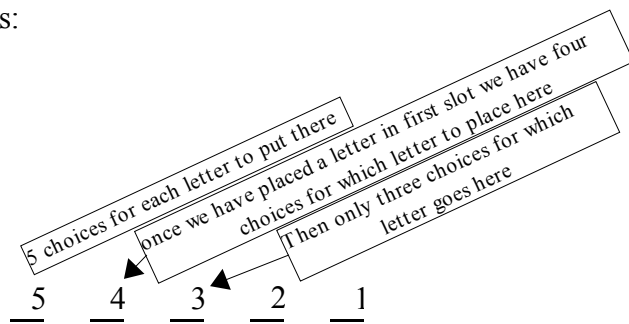 s:
5 choices for each letter to put there
once we have placed a letter in first slot we have four
choices for which letter to place here
Then only three choices for which
letter goes here
5 4 3 2 1